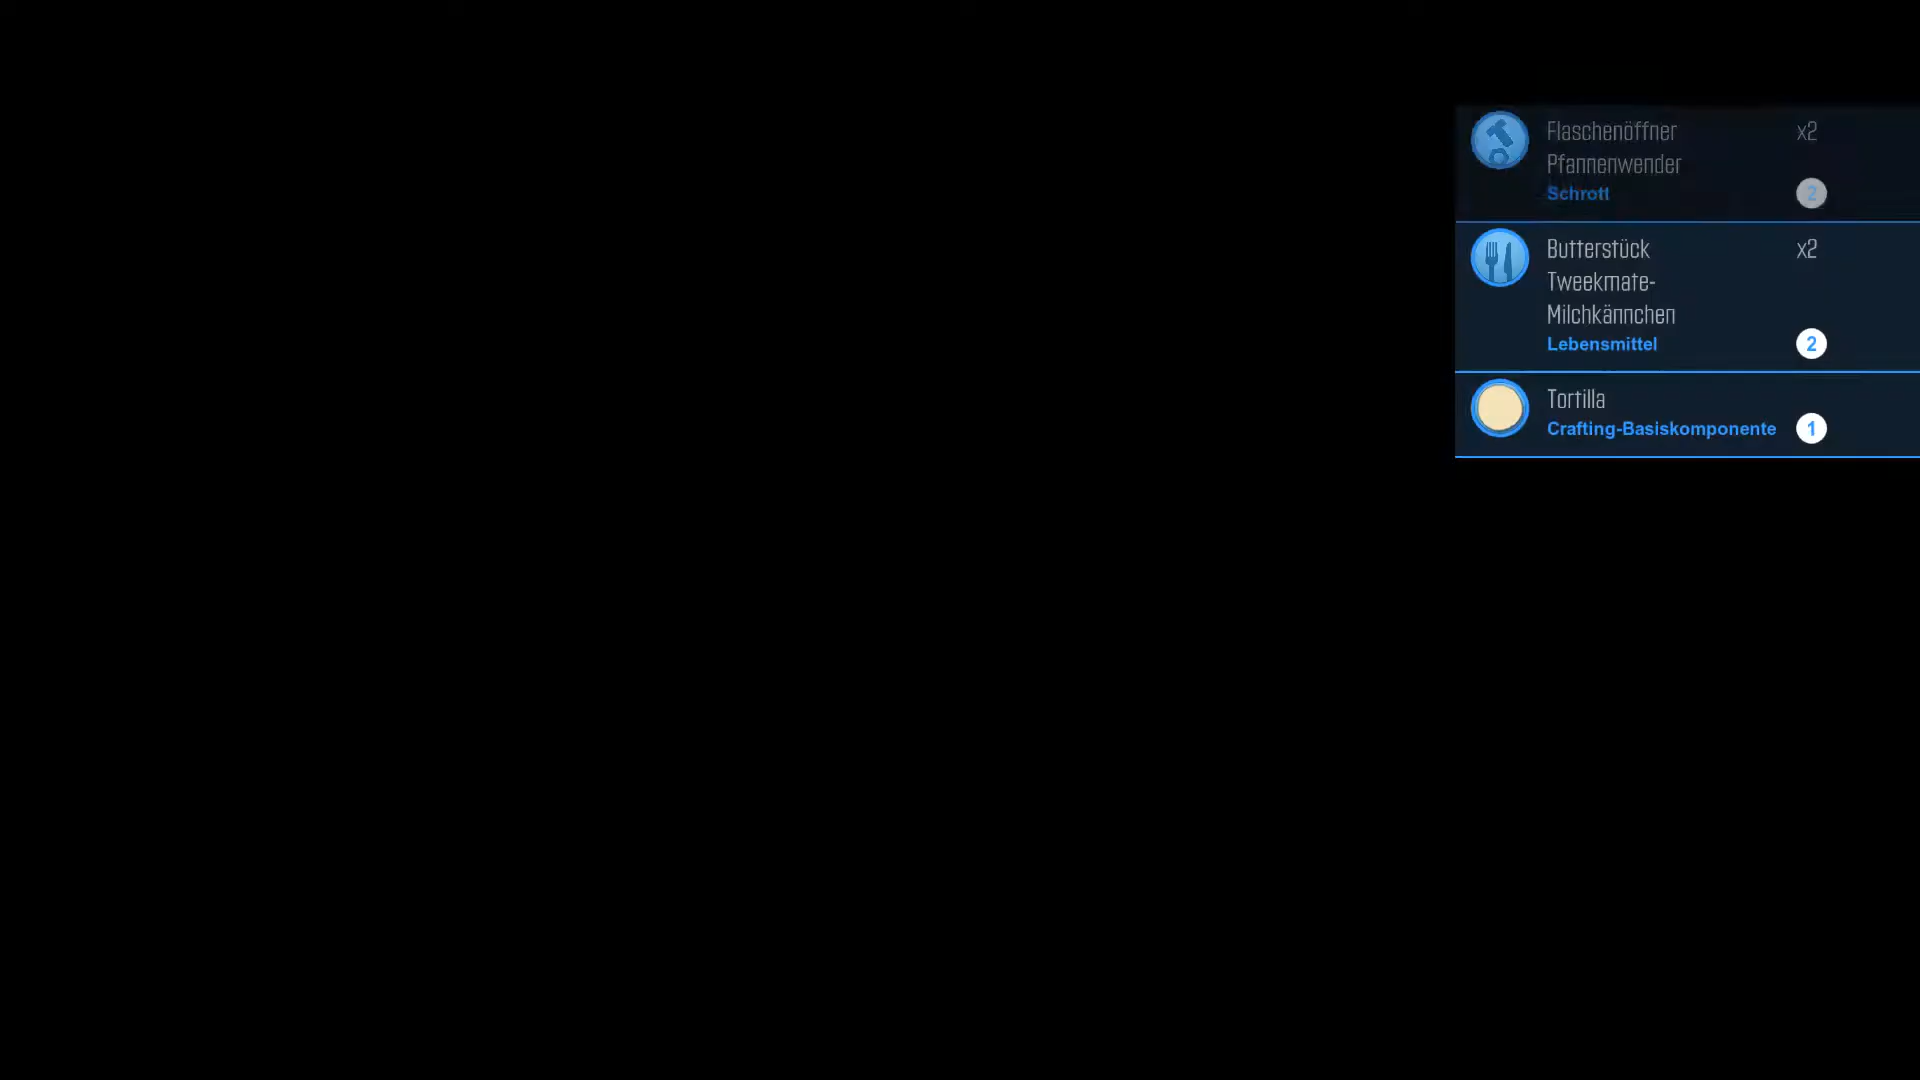 Flaschenöffner x2
Pfannenwender
Schrott 2
Butterstück x2
Tweekmate-
Milchkännchen
Lebensmittel 2
Tortilla
Crafting-Basiskomponente 1